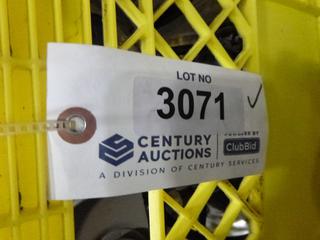 LOT NO
3071
CENTURY AUCTIONS
POWERED BY
ClubBid
A DIVISION OF CENTURY SERVICES